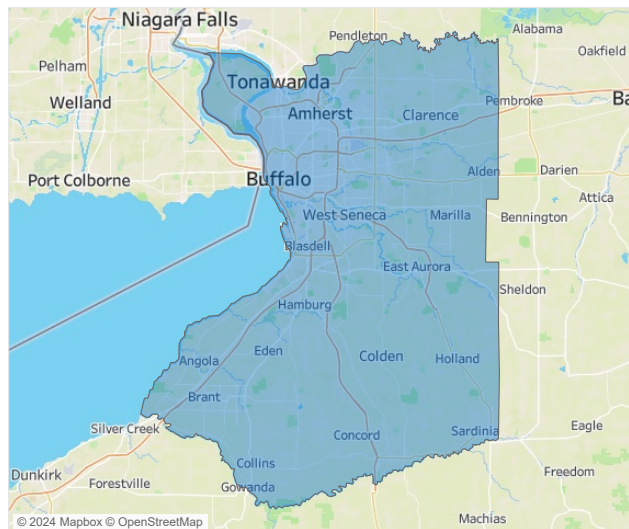 Niagara Falls
Pendleton
Alabama
Oakfield
Pelham
Tonawanda
Welland
Amherst
Clarence
Pembroke
Ba
Port Colborne
Buffalo
Alden
Darien
Attica
West Seneca
Marilla
Bennington
Blasdell
East Aurora
Sheldon
Hamburg
Eden
Colden
Holland
Angola
Brant
Silver Creek
Concord
Sardinia
Eagle
Collins
Dunkirk
Forestville
Gowanda
Freedom
Machias
© 2024 Mapbox © OpenStreetMap